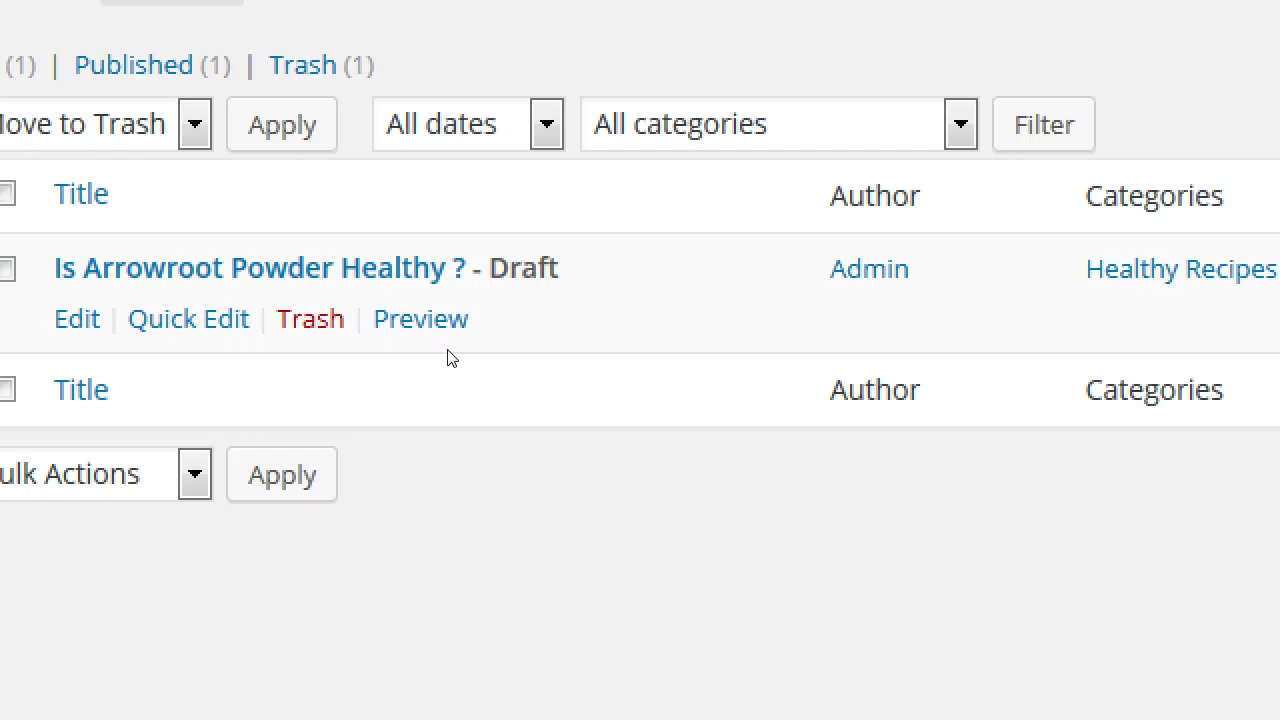 (1) | Published (1) | Trash (1)
Move to Trash Apply All dates All categories Filter
Title Author Categories
Is Arrowroot Powder Healthy ? - Draft Admin Healthy Recipes
Edit | Quick Edit | Trash | Preview
Title Author Categories
ulk Actions Apply